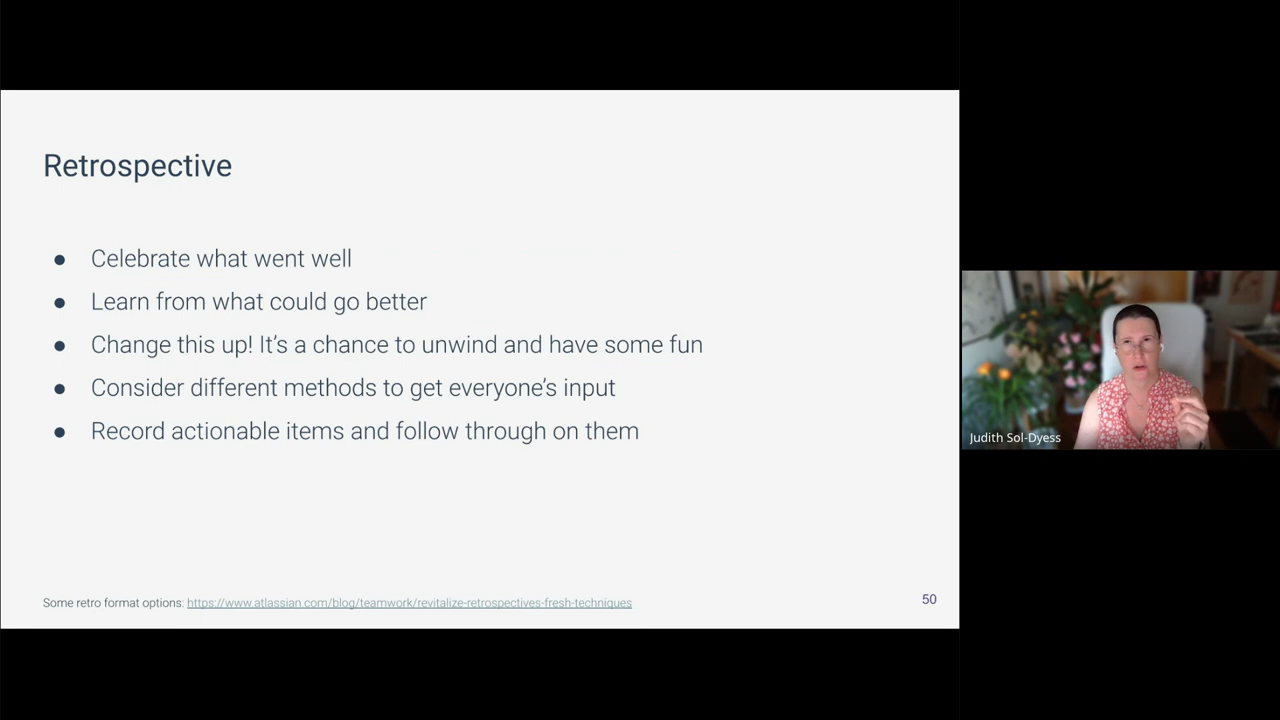 Retrospective
● Celebrate what went well
● Learn from what could go better
● Change this up! It’s a chance to unwind and have some fun
● Consider different methods to get everyone’s input
● Record actionable items and follow through on them
Some retro format options: https://www.atlassian.com/blog/teamwork/revitalize-retrospectives-fresh-techniques
50
Judith Sol-Dyess